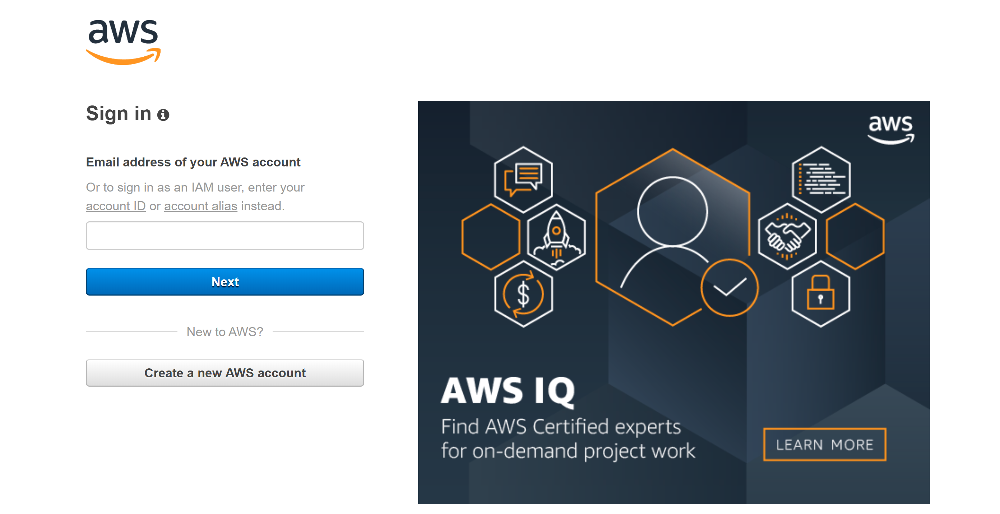 aws
Sign in
Email address of your AWS account
Or to sign in as an IAM user, enter your
account ID or account alias instead.
Next
New to AWS?
Create a new AWS account
aws
$
AWS IQ
Find AWS Certified experts
for on-demand project work
LEARN MORE